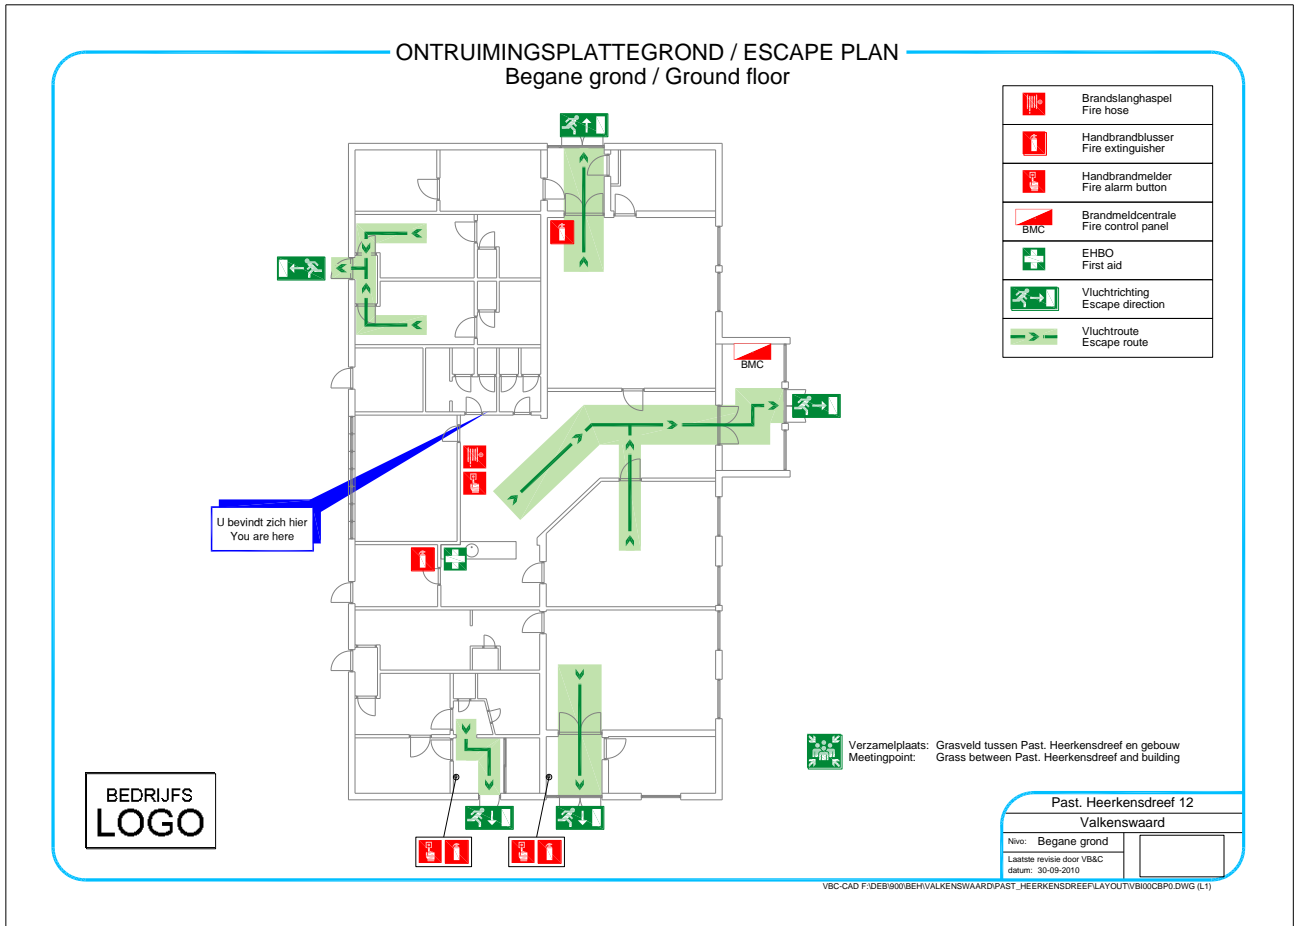 ONTRUIMINGSPLATTEGROND / ESCAPE PLAN
Begane grond / Ground floor
Brandslanghaspel
Fire hose
Handbrandblusser
Fire extinguisher
Handbrandmelder
Fire alarm button
BMC
Brandmeldcentrale
Fire control panel
EHBO
First aid
Vluchtrichting
Escape direction
Vluchtroute
Escape route
BMC
U bevindt zich hier
You are here
Verzamelplaats: Grasveld tussen Past. Heerkensdreef en gebouw
Meetingpoint: Grass between Past. Heerkensdreef and building
BEDRIJFS
LOGO
Past. Heerkensdreef 12
Valkenswaard
Nivo: Begane grond
Laatste revisie door VB&C
datum: 30-09-2010
VBC-CAD F:\DEB\900\BEH\VALKENSWAARD\PAST_HEERKENSDREEF\LAYOUT\VBI00CBP0.DWG (L1)